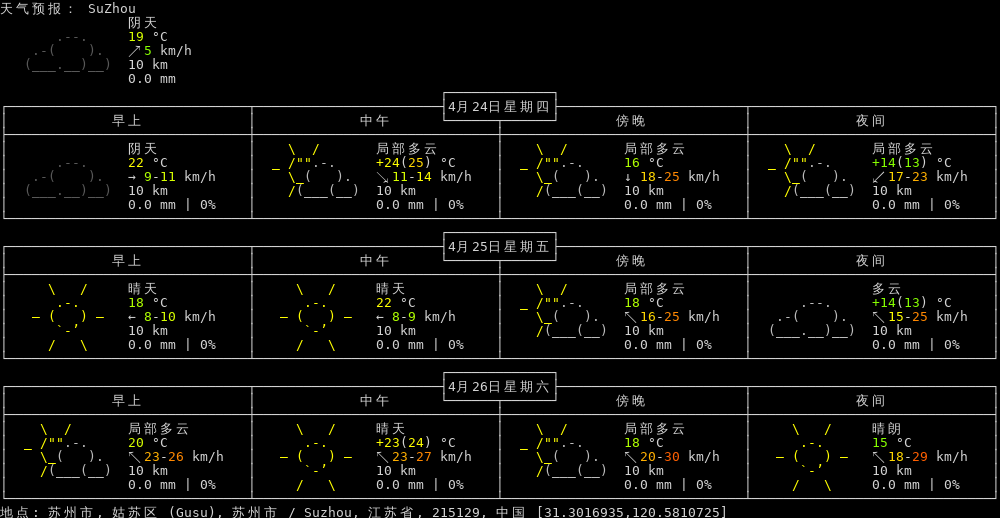 天气预报： SuZhou
阴天
19 °C
↗5 km/h
10 km
0.0 mm
4月24日星期四
早上 中午 傍晚 夜间
阴天 局部多云 局部多云 局部多云
22 °C +24(25) °C 16 °C +14(13) °C
→ 9-11 km/h ↘11-14 km/h ↓ 18-25 km/h ↙17-23 km/h
10 km 10 km 10 km 10 km
0.0 mm | 0% 0.0 mm | 0% 0.0 mm | 0% 0.0 mm | 0%
4月25日星期五
早上 中午 傍晚 夜间
晴天 晴天 局部多云 多云
18 °C 22 °C 18 °C +14(13) °C
← 8-10 km/h ← 8-9 km/h ↖16-25 km/h ↖15-25 km/h
10 km 10 km 10 km 10 km
0.0 mm | 0% 0.0 mm | 0% 0.0 mm | 0% 0.0 mm | 0%
4月26日星期六
早上 中午 傍晚 夜间
局部多云 晴天 局部多云 晴朗
20 °C +23(24) °C 18 °C 15 °C
↖23-26 km/h ↖23-27 km/h ↖20-30 km/h ↖18-29 km/h
10 km 10 km 10 km 10 km
0.0 mm | 0% 0.0 mm | 0% 0.0 mm | 0% 0.0 mm | 0%
地点: 苏州市, 姑苏区 (Gusu), 苏州市 / Suzhou, 江苏省, 215129, 中国 [31.3016935,120.5810725]